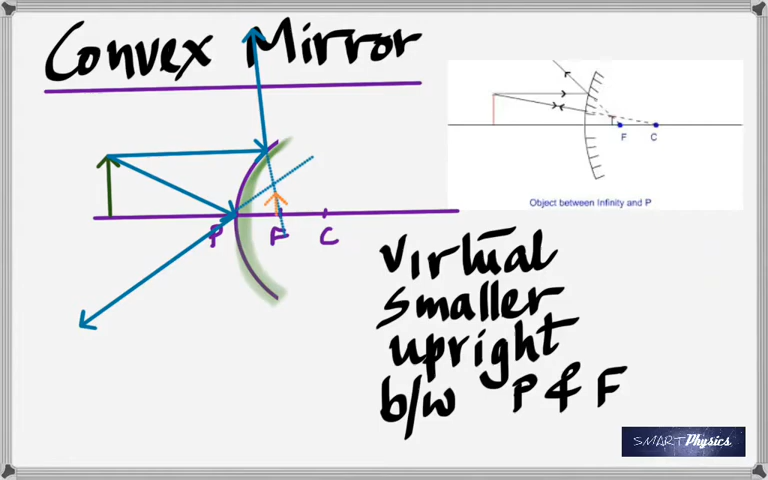 Convex Mirror
F
C
Object between Infinity and P
P
F
C
Virtual
Smaller
upright
b/w P & F
SMARTPhysics